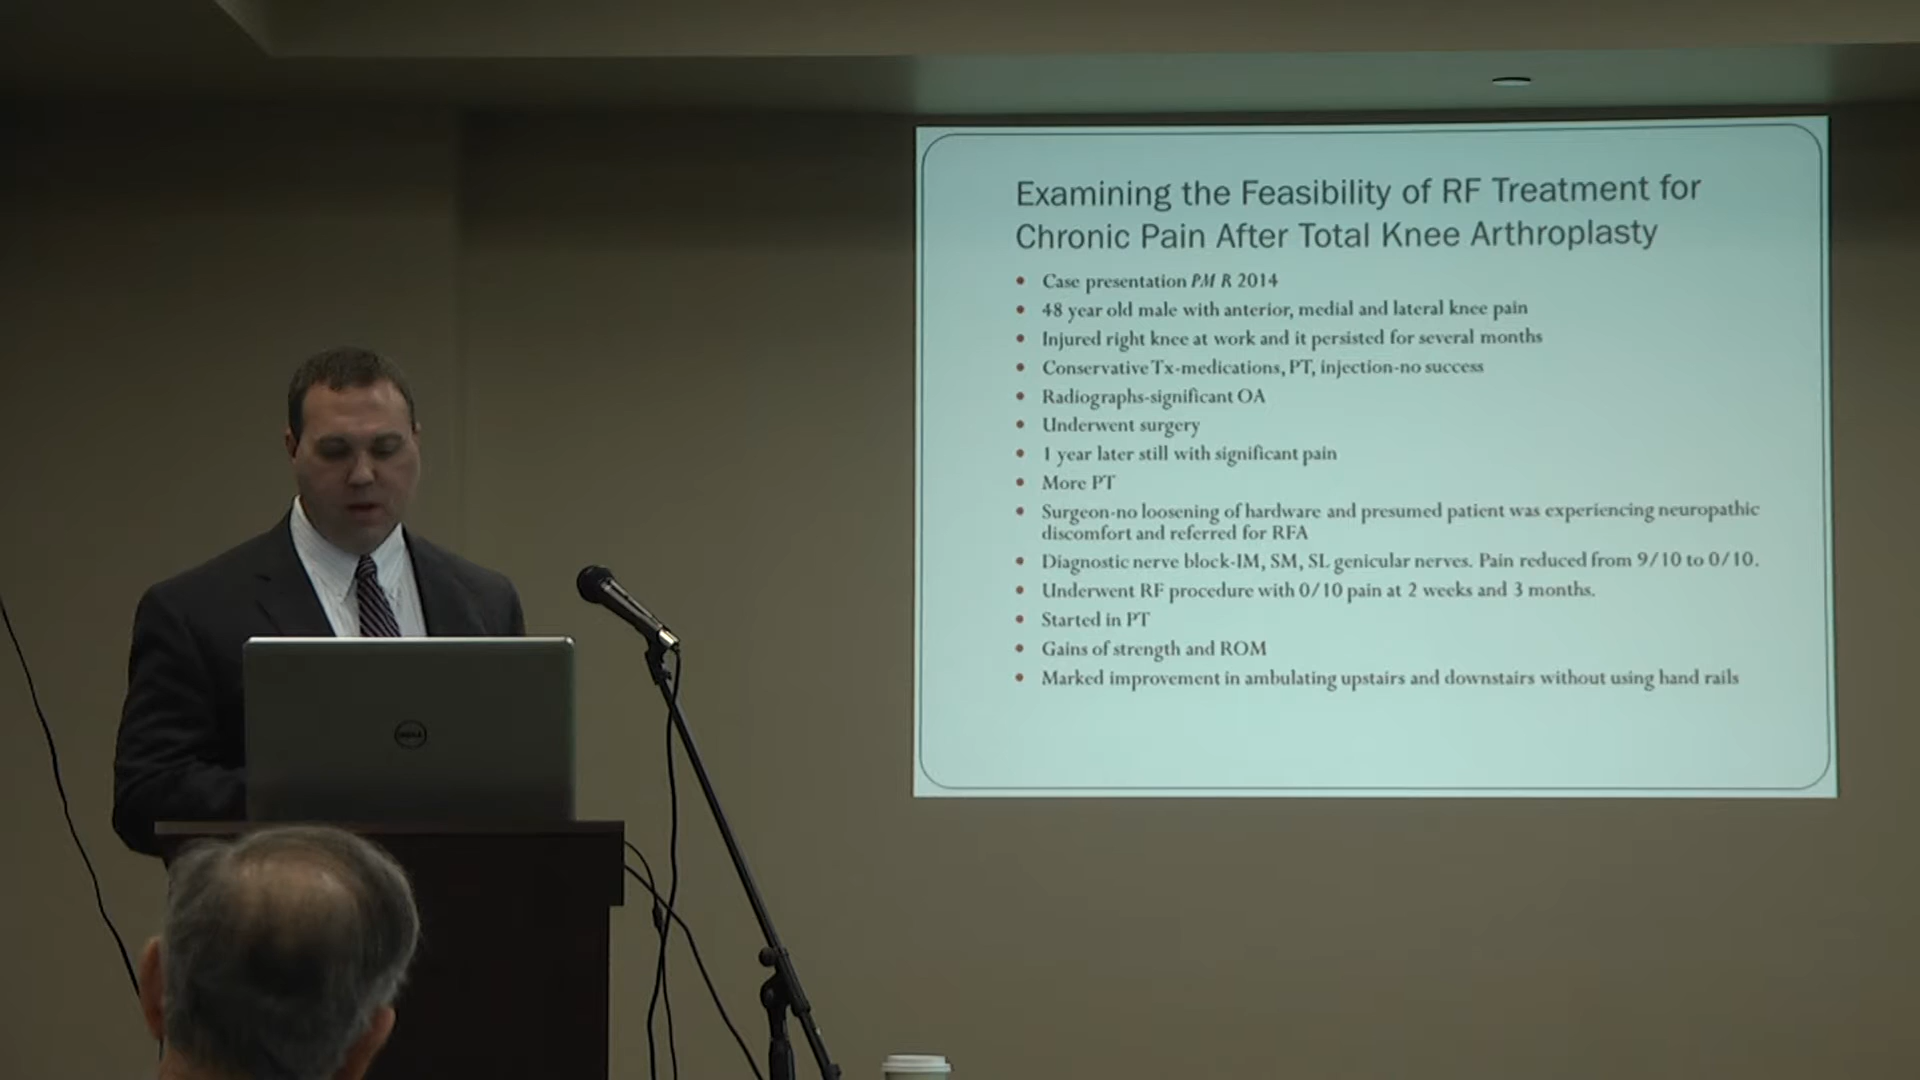 Examining the Feasibility of RF Treatment for
Chronic Pain After Total Knee Arthroplasty
• Case presentation PM R 2014
• 48 year old male with anterior, medial and lateral knee pain
• Injured right knee at work and it persisted for several months
• Conservative Tx-medications, PT, injection-no success
• Radiographs-significant OA
• Underwent surgery
• 1 year later still with significant pain
• More PT
• Surgeon-no loosening of hardware and presumed patient was experiencing neuropathic
discomfort and referred for RFA
• Diagnostic nerve block-IM, SM, SL genicular nerves. Pain reduced from 9/10 to 0/10.
• Underwent RF procedure with 0/10 pain at 2 weeks and 3 months.
• Started in PT
• Gains of strength and ROM
• Marked improvement in ambulating upstairs and downstairs without using hand rails
DELL